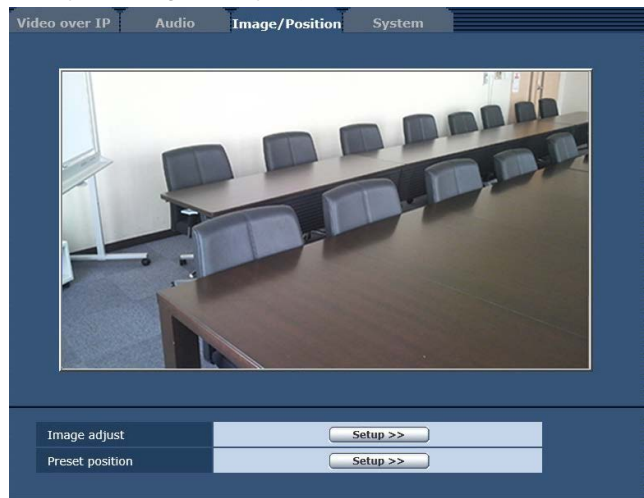 Video over IP Audio Image/Position System
Image adjust Setup >>
Preset position Setup >>